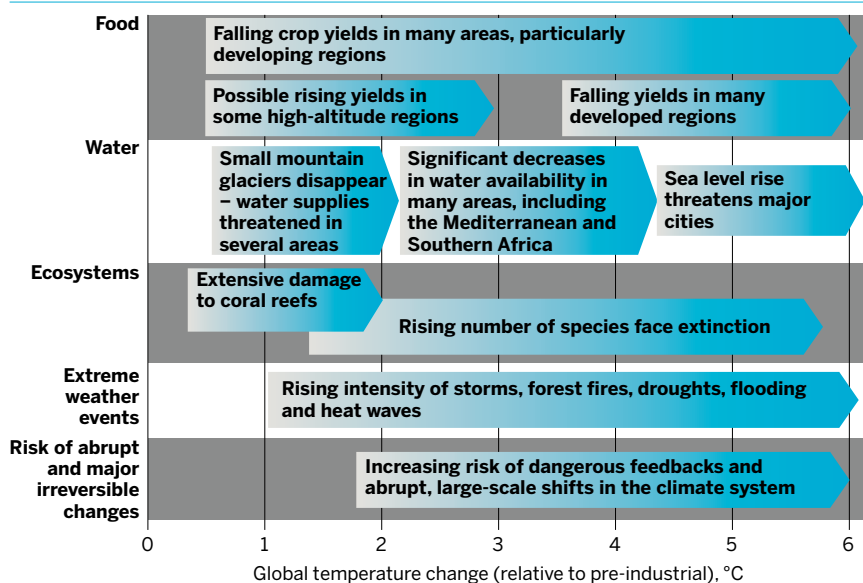 Food
Falling crop yields in many areas, particularly
developing regions
Possible rising yields in
some high-altitude regions
Falling yields in many
developed regions
Water
Small mountain
glaciers disappear
– water supplies
threatened in
several areas
Significant decreases
in water availability in
many areas, including
the Mediterranean and
Southern Africa
Sea level rise
threatens major
cities
Ecosystems
Extensive damage
to coral reefs
Rising number of species face extinction
Extreme
weather
events
Rising intensity of storms, forest fires, droughts, flooding
and heat waves
Risk of abrupt
and major
irreversible
changes
Increasing risk of dangerous feedbacks and
abrupt, large-scale shifts in the climate system
0 1 2 3 4 5 6
Global temperature change (relative to pre-industrial), °C